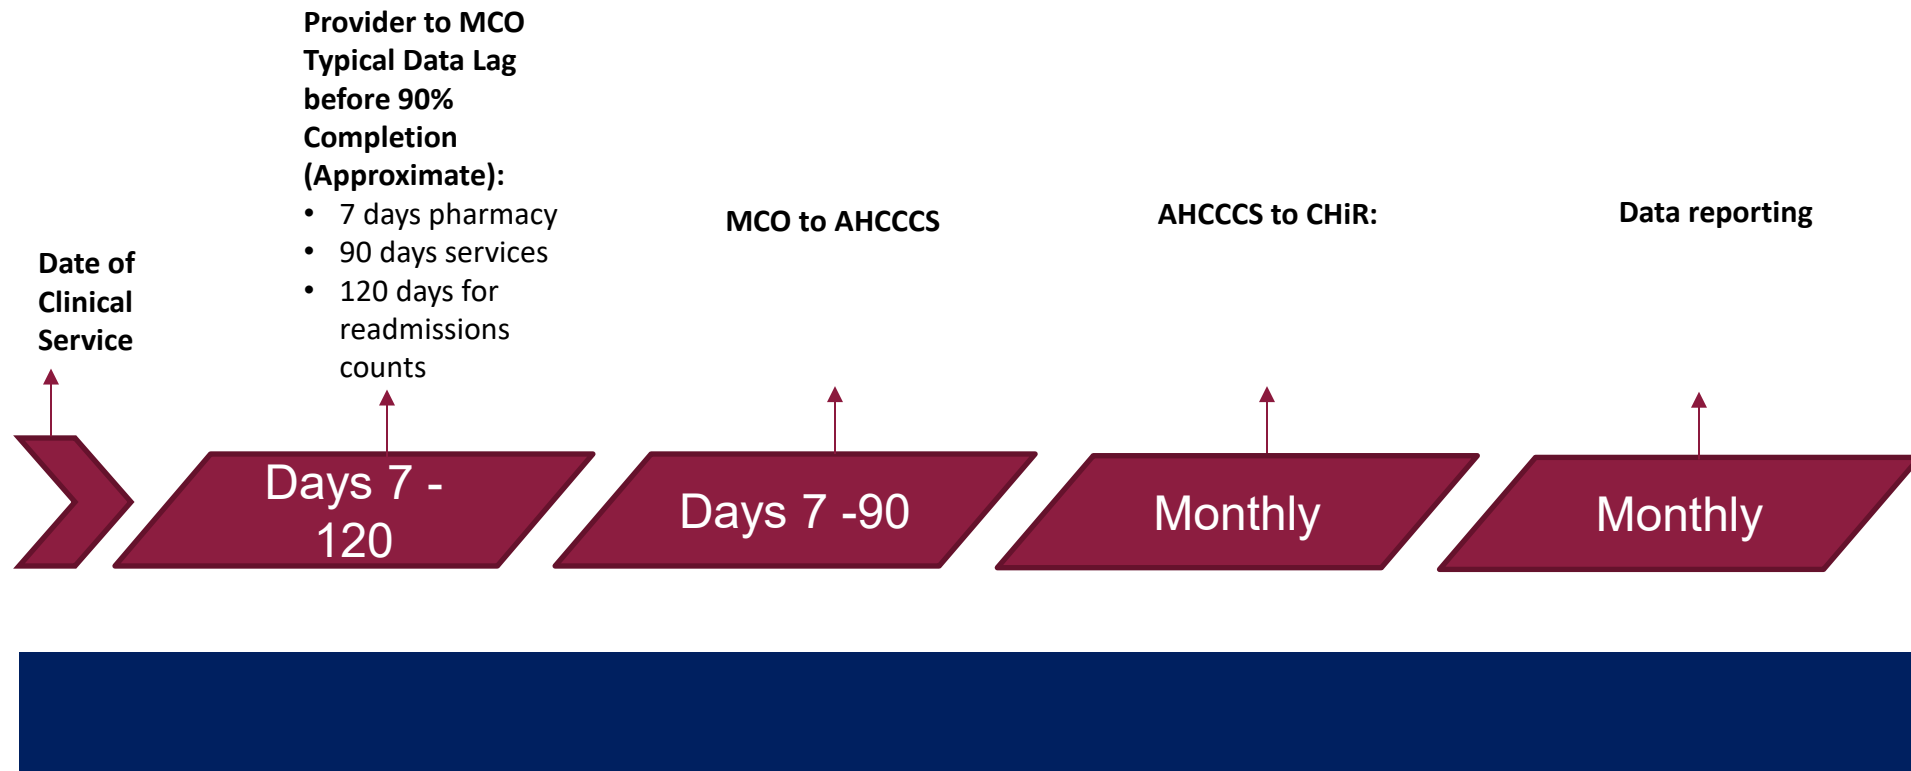 Date of
Clinical
Service
Provider to MCO
Typical Data Lag
before 90%
Completion
(Approximate):
• 7 days pharmacy
• 90 days services
• 120 days for
readmissions
counts
MCO to AHCCCS
AHCCCS to CHiR:
Data reporting
Days 7 -
120
Days 7 -90
Monthly
Monthly